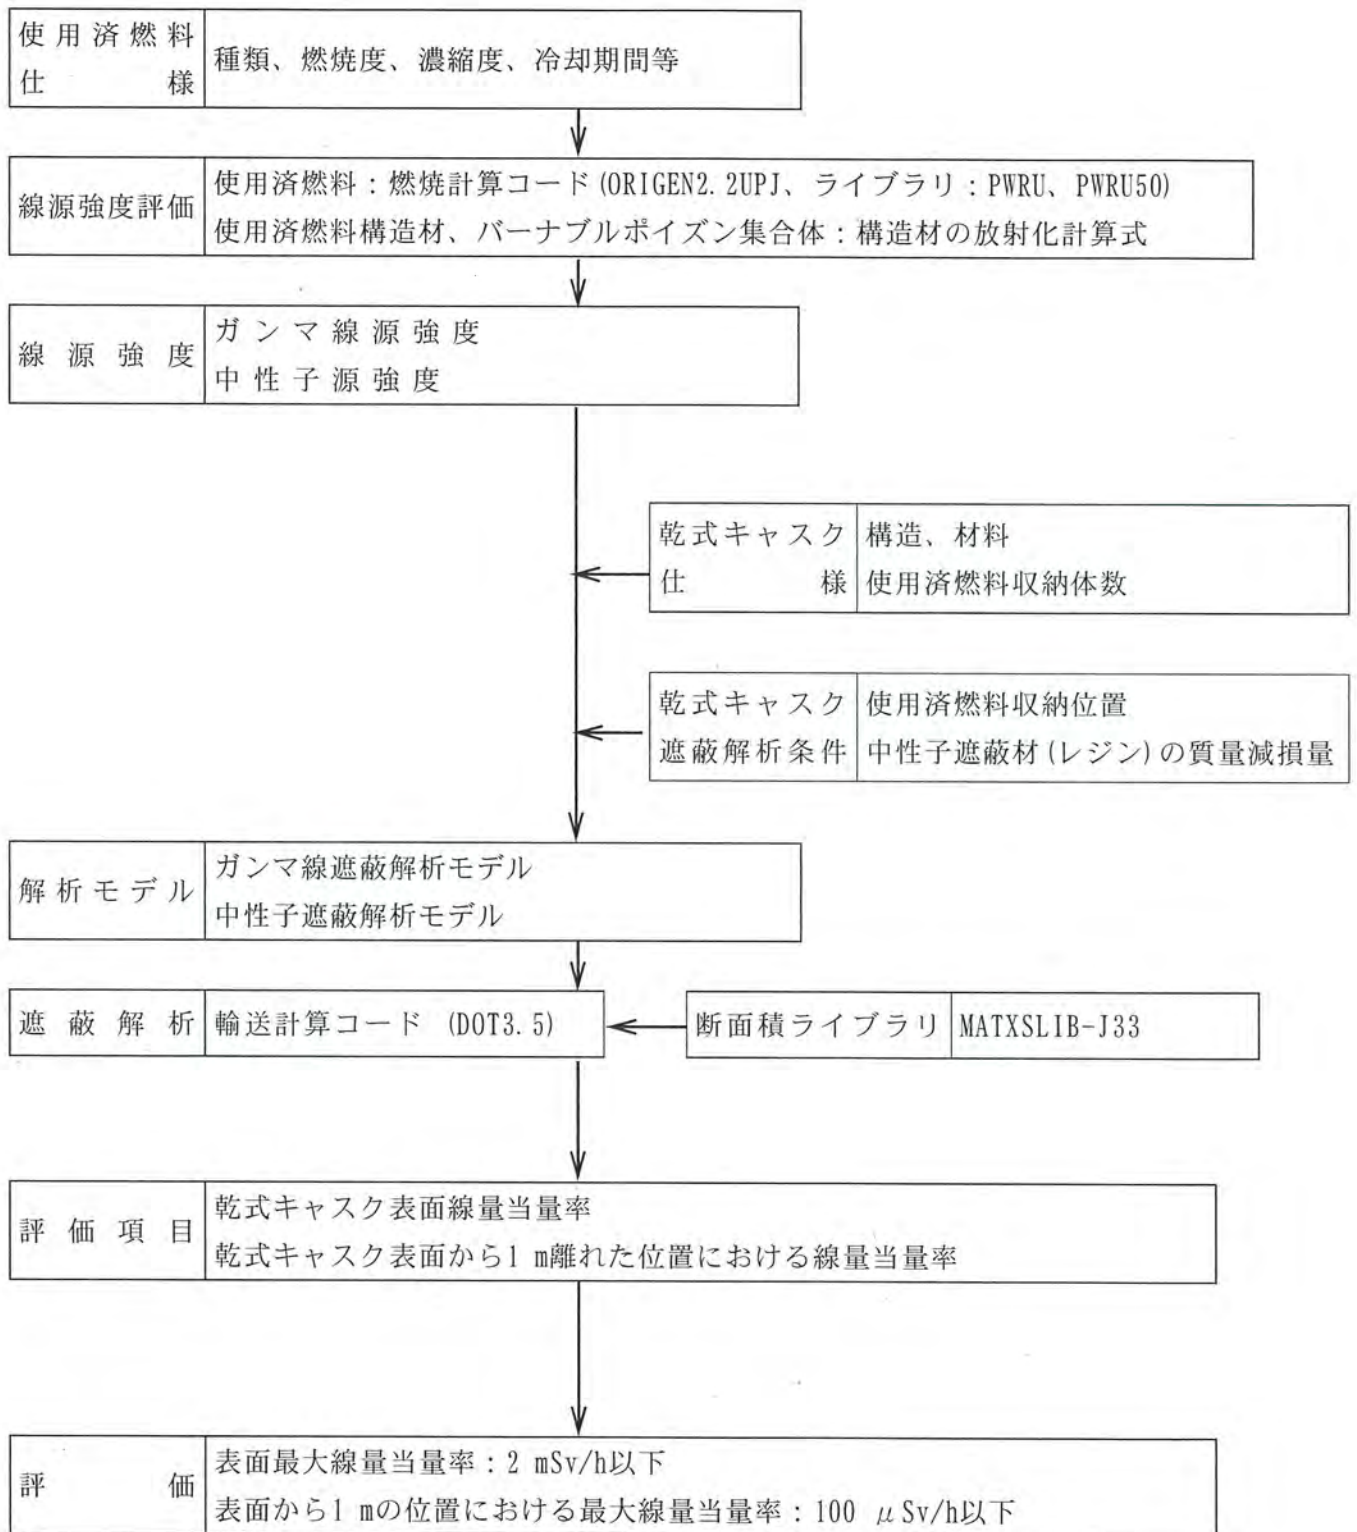 使用済燃料
仕様
種類、燃焼度、濃縮度、冷却期間等
線源強度評価
使用済燃料：燃焼計算コード(ORIGEN2.2UPJ、ライブラリ：PWRU、PWRU50)
使用済燃料構造材、バーナブルポイズン集合体：構造材の放射化計算式
線源強度
ガンマ線源強度
中性子源強度
乾式キャスク
仕様
構造、材料
使用済燃料収納体数
乾式キャスク
遮蔽解析条件
使用済燃料収納位置
中性子遮蔽材(レジン)の質量減損量
解析モデル
ガンマ線遮蔽解析モデル
中性子遮蔽解析モデル
遮蔽解析
輸送計算コード (DOT3.5)
断面積ライブラリ
MATXSLIB-J33
評価項目
乾式キャスク表面線量当量率
乾式キャスク表面から1 m離れた位置における線量当量率
評価
表面最大線量当量率：2 mSv/h以下
表面から1 mの位置における最大線量当量率：100 μSv/h以下